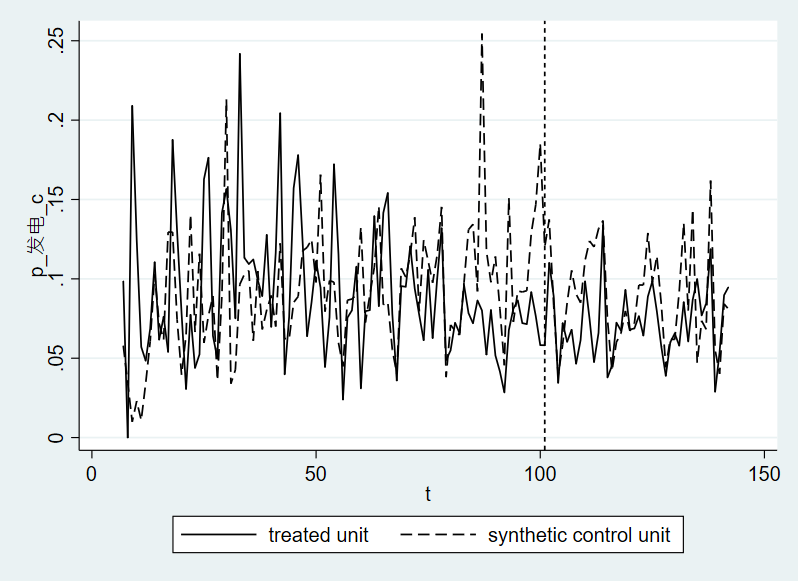 p_发电_c
.25
.2
.15
.1
.05
0
0
50
100
150
t
treated unit
synthetic control unit